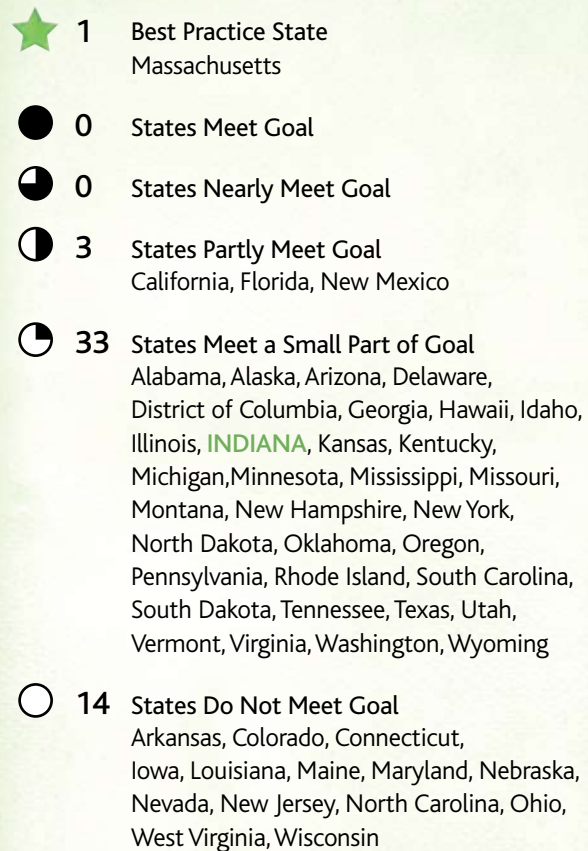 1 Best Practice State
Massachusetts
0 States Meet Goal
0 States Nearly Meet Goal
3 States Partly Meet Goal
California, Florida, New Mexico
33 States Meet a Small Part of Goal
Alabama, Alaska, Arizona, Delaware,
District of Columbia, Georgia, Hawaii, Idaho,
Illinois, INDIANA, Kansas, Kentucky,
Michigan,Minnesota, Mississippi, Missouri,
Montana, New Hampshire, New York,
North Dakota, Oklahoma, Oregon,
Pennsylvania, Rhode Island, South Carolina,
South Dakota, Tennessee, Texas, Utah,
Vermont, Virginia, Washington, Wyoming
14 States Do Not Meet Goal
Arkansas, Colorado, Connecticut,
Iowa, Louisiana, Maine, Maryland, Nebraska,
Nevada, New Jersey, North Carolina, Ohio,
West Virginia, Wisconsin